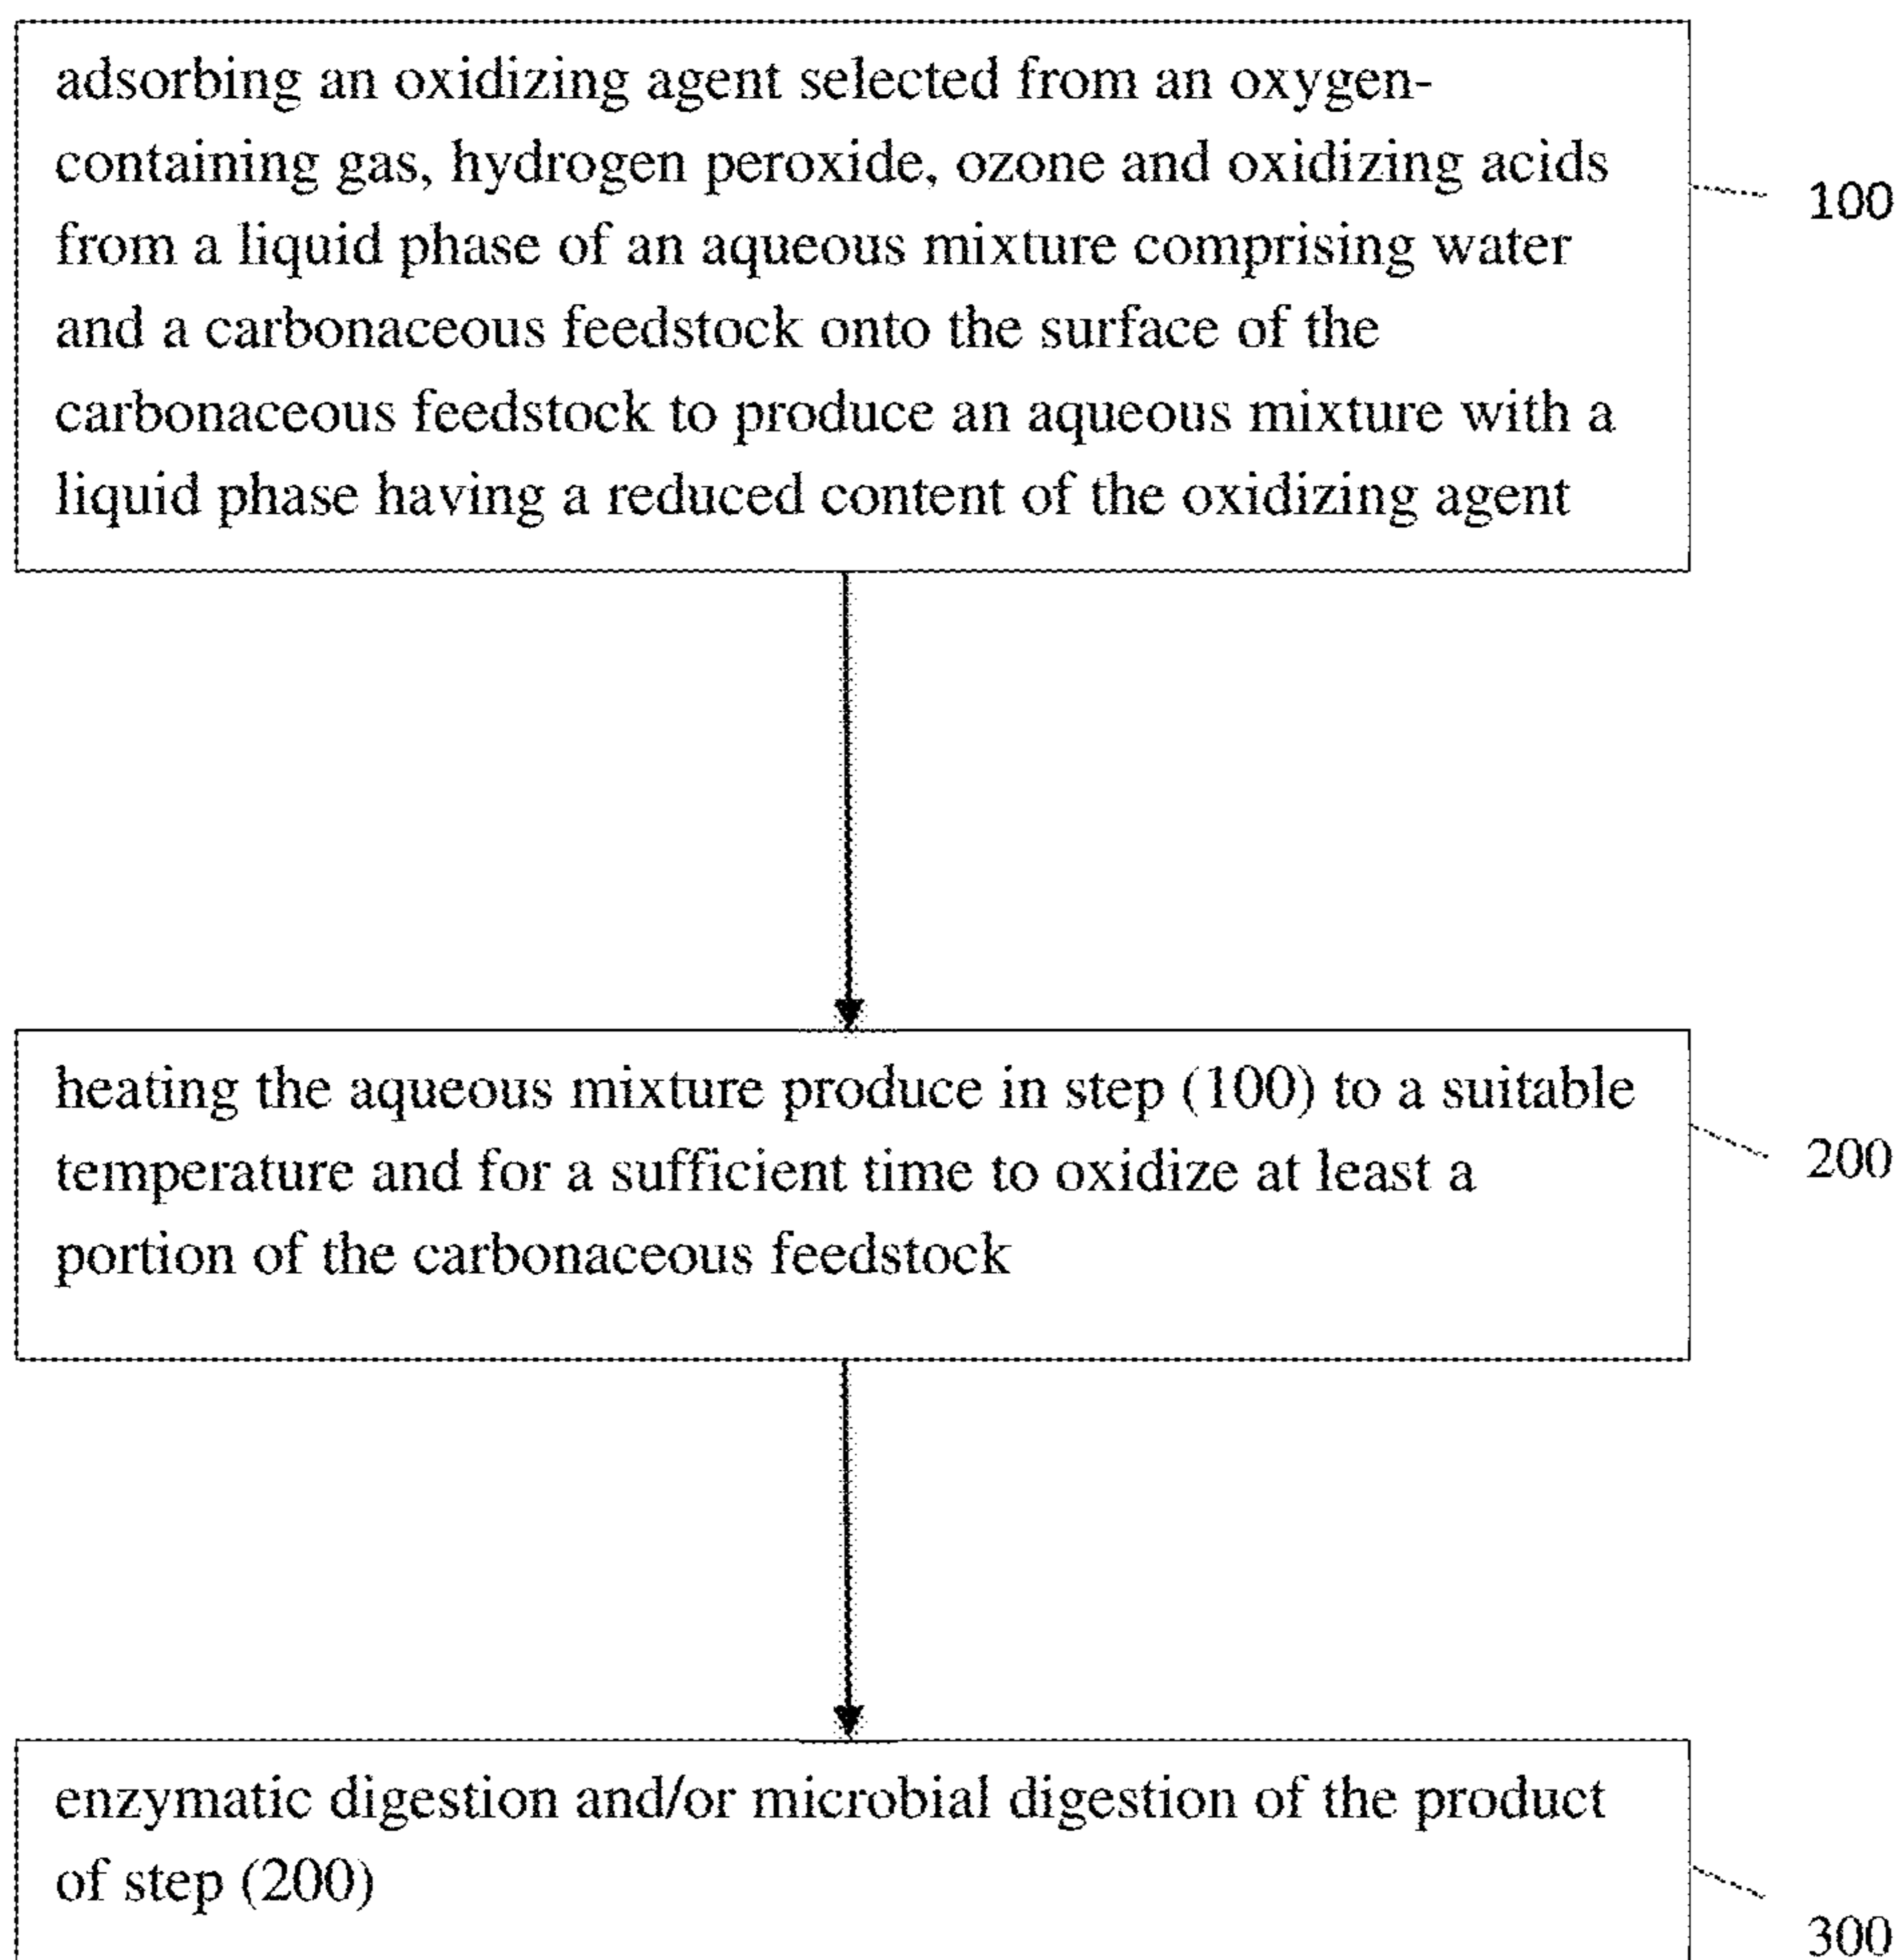 adsorbing an oxidizing agent selected from an oxygen-
containing gas, hydrogen peroxide, ozone and oxidizing acids
from a liquid phase of an aqueous mixture comprising water
and a carbonaceous feedstock onto the surface of the
carbonaceous feedstock to produce an aqueous mixture with a
liquid phase having a reduced content of the oxidizing agent
100
heating the aqueous mixture produce in step (100) to a suitable
temperature and for a sufficient time to oxidize at least a
portion of the carbonaceous feedstock
200
enzymatic digestion and/or microbial digestion of the product
of step (200)
300